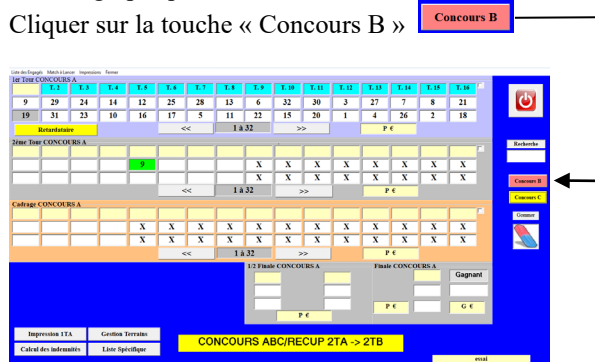 Cliquer sur la touche « Concours B » Concours B
Liste des Engagés Match à Lancer Impressions Fermer
1er Tour CONCOURS A
T. 2 T. 3 T. 4 T. 5 T. 6 T. 7 T. 8 T. 9 T. 10 T. 11 T. 12 T. 13 T. 14 T. 15 T. 16
9 29 24 14 12 25 28 13 6 32 30 3 27 7 8 21
19 31 23 10 16 17 5 11 22 15 20 1 4 26 2 18
Retardataire << 1 à 32 >> P €
2ème Tour CONCOURS A
Recherche
9 X X X X X X X X
X X X X X X X X
Concours B
<< 1 à 32 >> P €
Concours C
Cadrage CONCOURS A
Gommer
X X X X X X X X X X X X
X X X X X X X X X X X X
<< 1 à 32 >> P €
1/2 Finale CONCOURS A Finale CONCOURS A
Gagnant
P € G €
P €
Impression 1TA Gestion Terrains
CONCOURS ABC/RECUP 2TA -> 2TB
Calcul des indemnités Liste Spécifique
essai